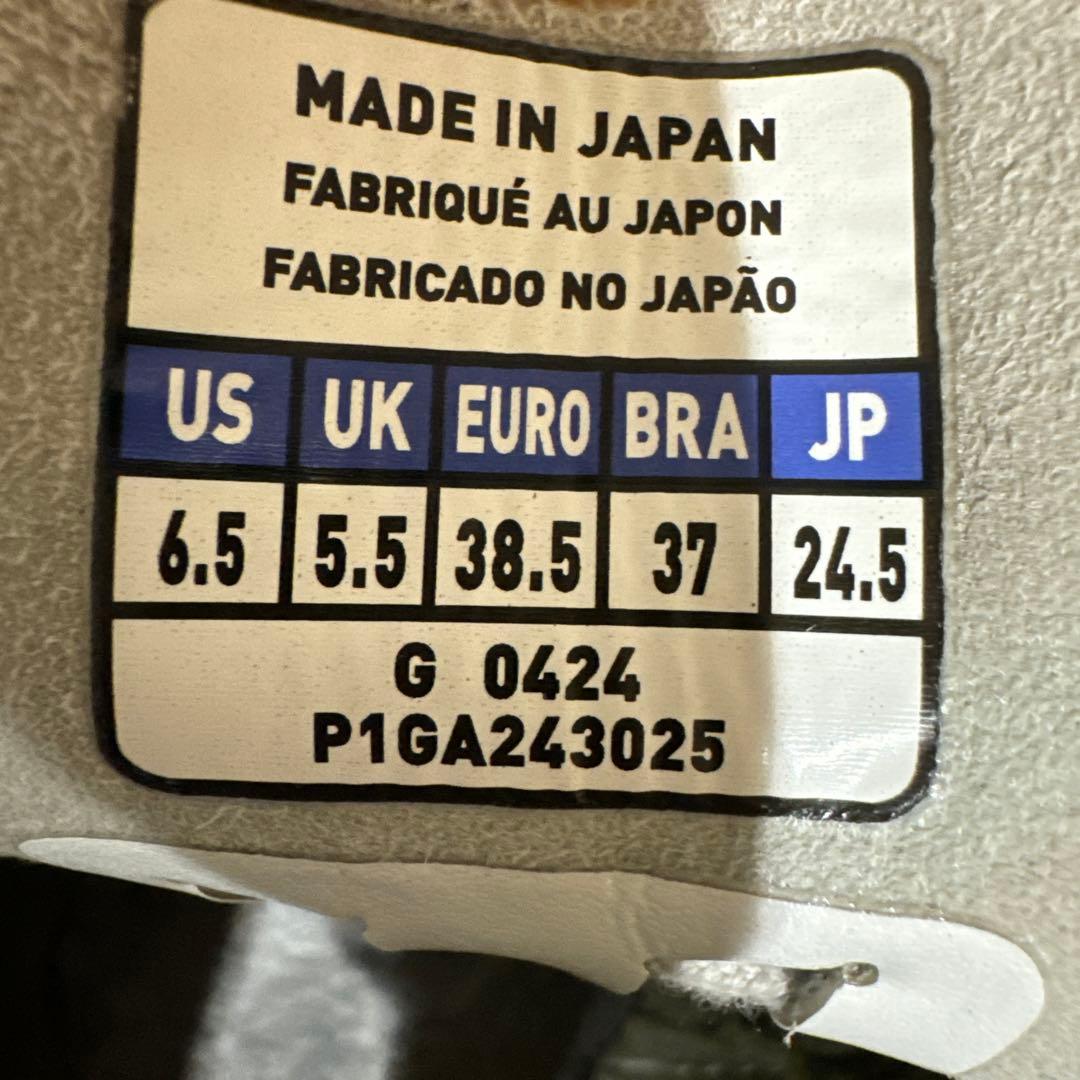 MADE IN JAPAN
FABRIQUÉ AU JAPON
FABRICADO NO JAPÃO
US UK EURO BRA JP
6.5 5.5 38.5 37 24.5
G 0424
P1GA243025